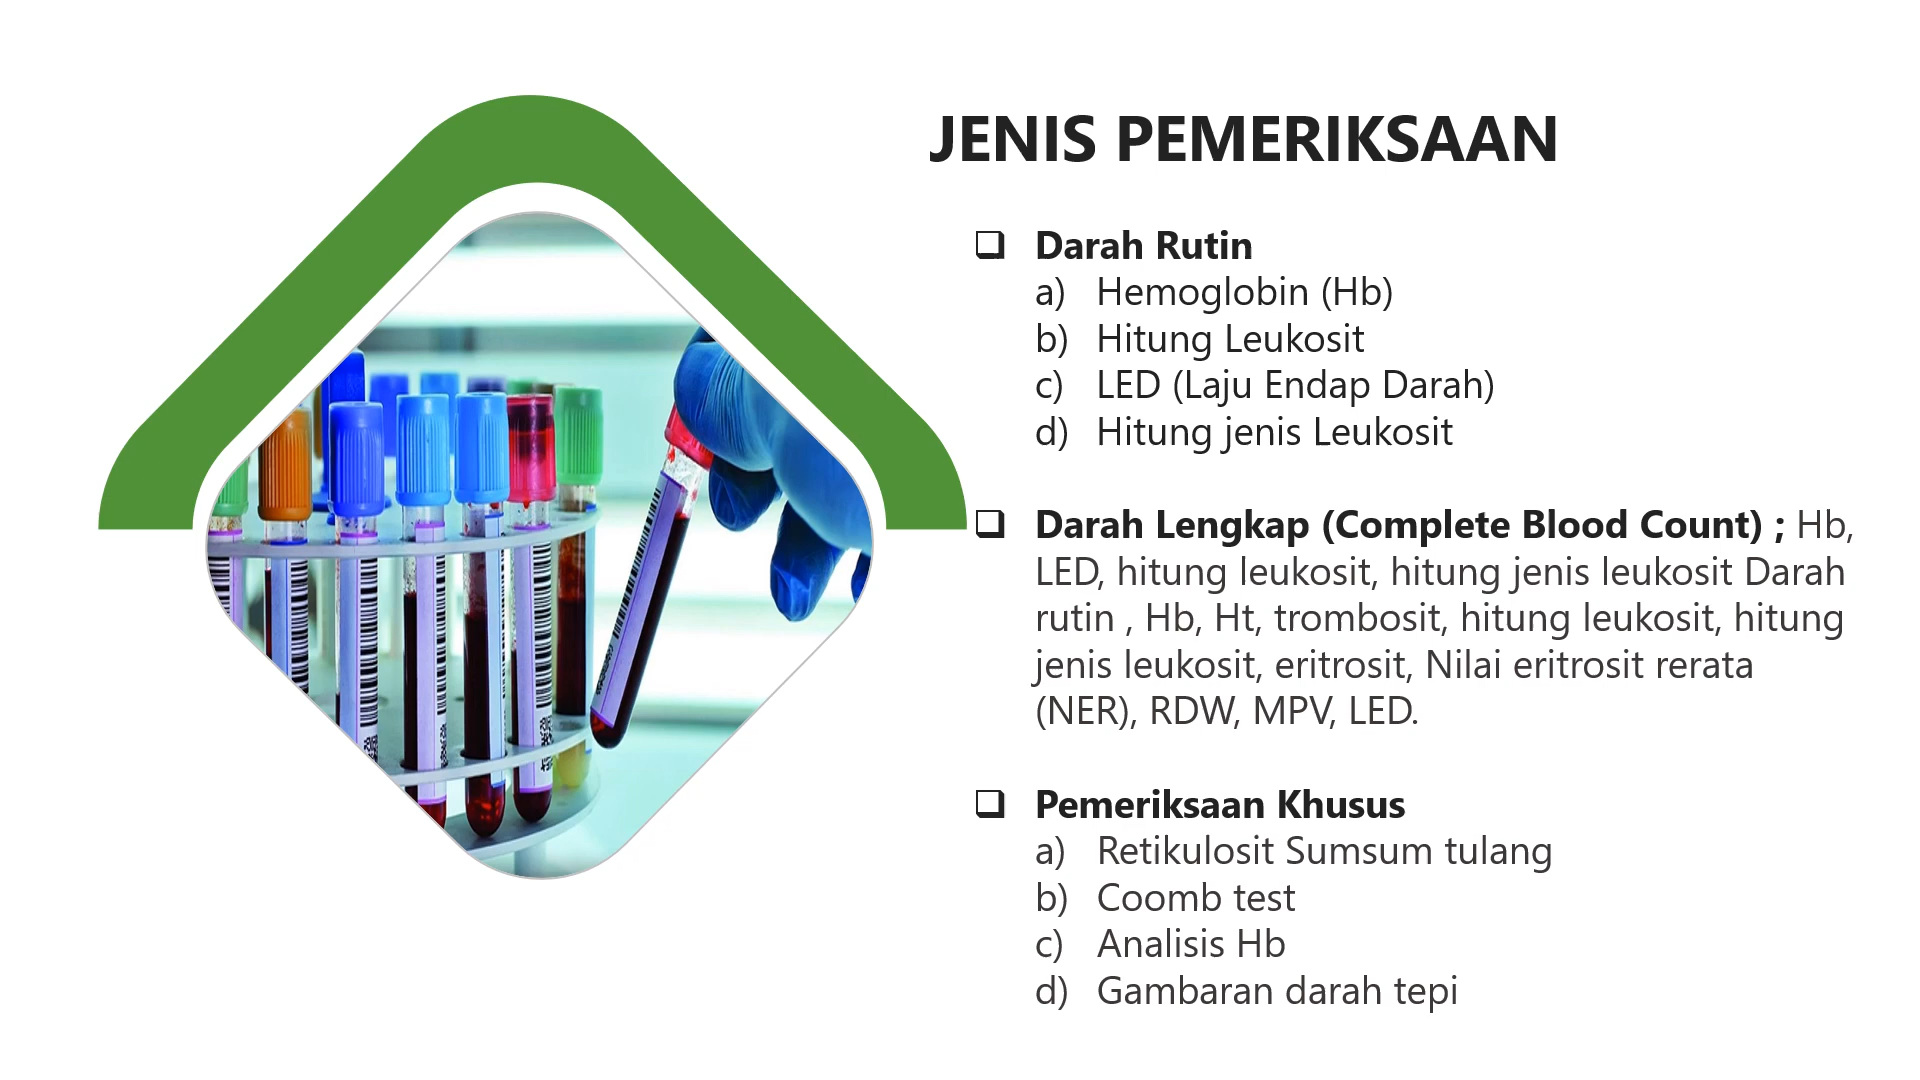 JENIS PEMERIKSAAN
❑ Darah Rutin
a) Hemoglobin (Hb)
b) Hitung Leukosit
c) LED (Laju Endap Darah)
d) Hitung jenis Leukosit
❑ Darah Lengkap (Complete Blood Count) ; Hb,
LED, hitung leukosit, hitung jenis leukosit Darah
rutin , Hb, Ht, trombosit, hitung leukosit, hitung
jenis leukosit, eritrosit, Nilai eritrosit rerata
(NER), RDW, MPV, LED.
❑ Pemeriksaan Khusus
a) Retikulosit Sumsum tulang
b) Coomb test
c) Analisis Hb
d) Gambaran darah tepi